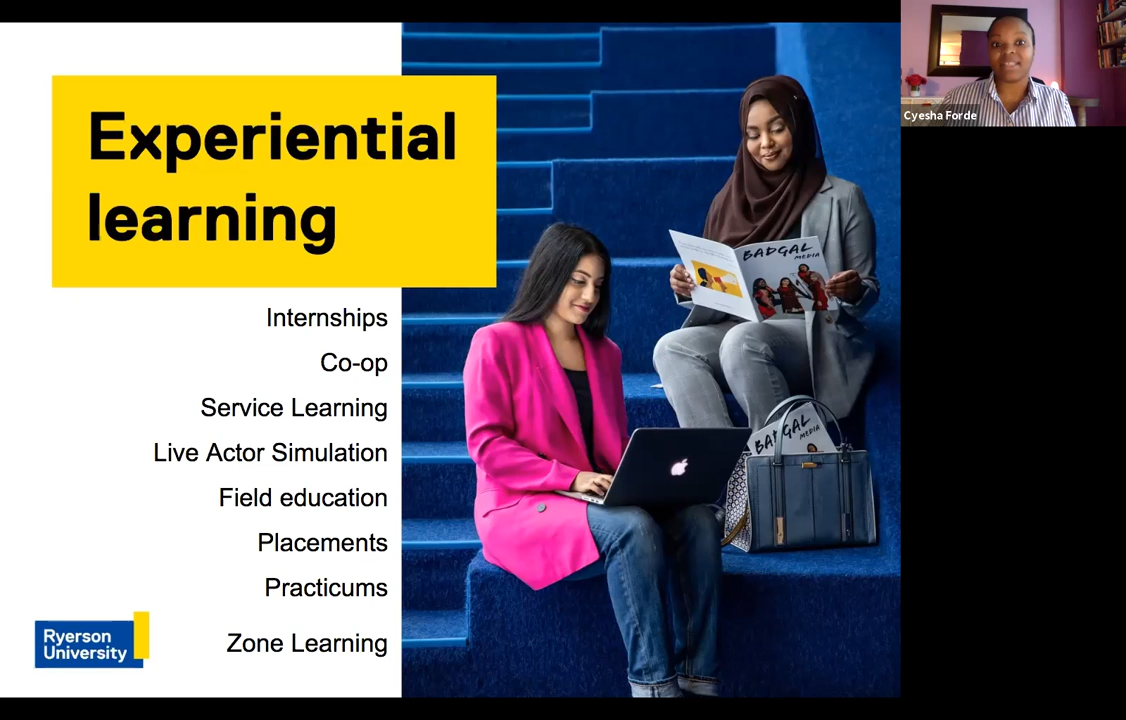 Experiential
learning
Internships
Co-op
Service Learning
Live Actor Simulation
Field education
Placements
Practicums
Zone Learning
Ryerson
University
BADGAL
MEDIA
BADGAL
MEDIA
Cyesha Forde